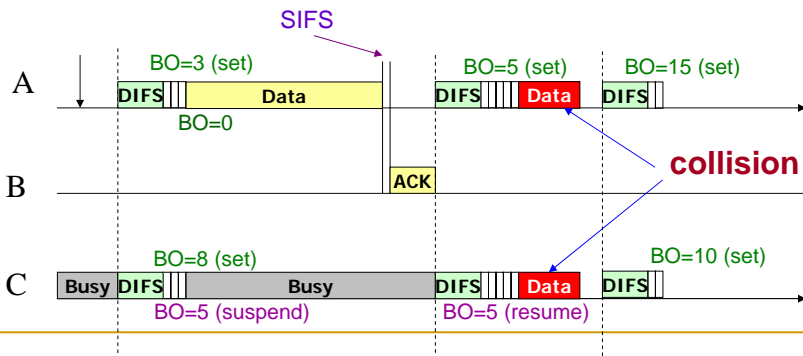 SIFS
BO=3 (set)
BO=5 (set)
BO=15 (set)
A
DIFS
Data
DIFS
Data
DIFS
BO=0
collision
B
ACK
BO=8 (set)
BO=10 (set)
C
Busy
DIFS
Busy
DIFS
Data
DIFS
BO=5 (suspend)
BO=5 (resume)